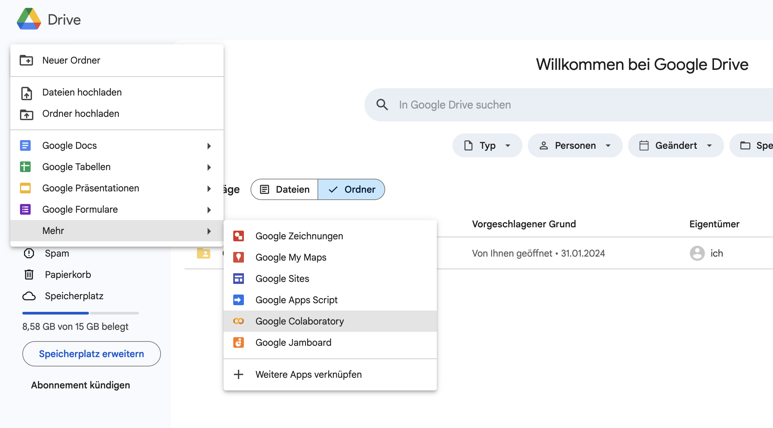 Drive
Neuer Ordner
Dateien hochladen
Ordner hochladen
Google Docs
Google Tabellen
Google Präsentationen
Google Formulare
Mehr
Spam
Papierkorb
Speicherplatz
8,58 GB von 15 GB belegt
Speicherplatz erweitern
Abonnement kündigen
Willkommen bei Google Drive
In Google Drive suchen
Typ
Personen
Geändert
Dateien
Ordner
Vorgeschlagener Grund
Eigentümer
Von Ihnen geöffnet • 31.01.2024
ich
Google Zeichnungen
Google My Maps
Google Sites
Google Apps Script
Google Colaboratory
Google Jamboard
Weitere Apps verknüpfen